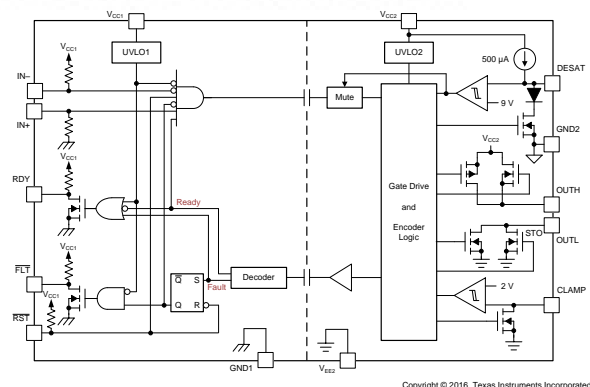 VCC1
VCC2
UVLO1
UVLO2
500 µA
DESAT
VCC1
IN–
IN+
Mute
9 V
GND2
VCC1
VCC2
RDY
Ready
Gate Drive
and
Encoder
Logic
OUTH
OUTL
STO
VCC1
FLT
Q S
Fault
Decoder
2 V
CLAMP
VCC1
Q R
RST
GND1
VEE2
Copyright © 2016, Texas Instruments Incorporated